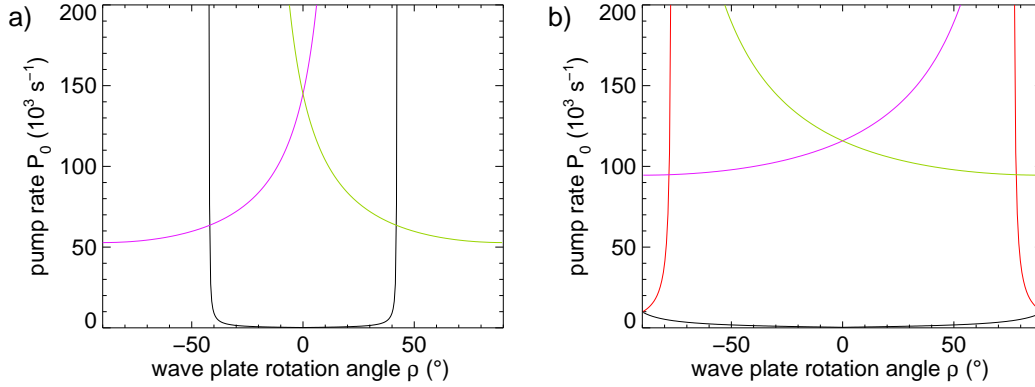 a)
200
150
100
50
0
pump rate P₀ (10³ s⁻¹)
−50 0 50
wave plate rotation angle ρ (°)
b)
200
150
100
50
0
pump rate P₀ (10³ s⁻¹)
−50 0 50
wave plate rotation angle ρ (°)